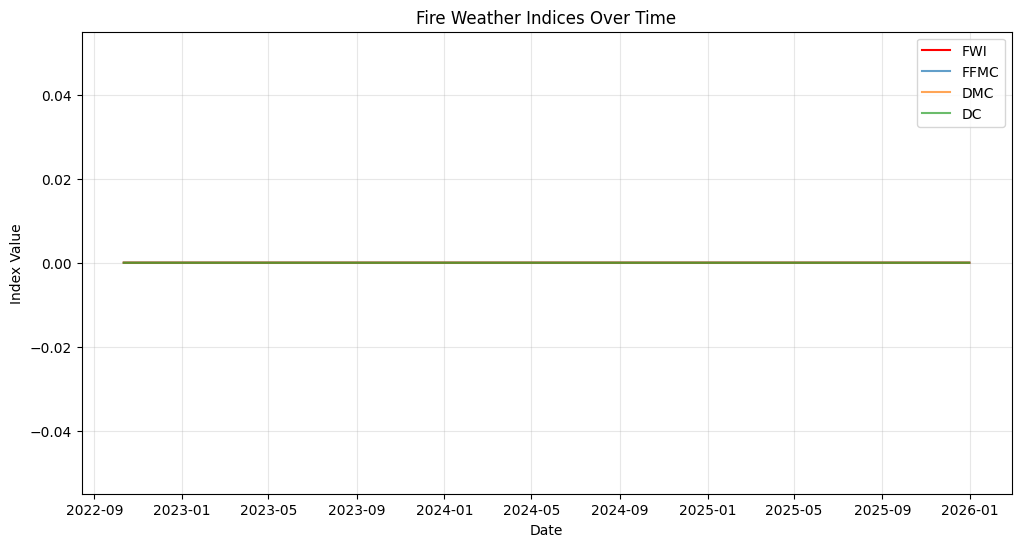 Fire Weather Indices Over Time
FWI
FFMC
DMC
DC
0.04
0.02
0.00
−0.02
−0.04
Index Value
2022-09 2023-01 2023-05 2023-09 2024-01 2024-05 2024-09 2025-01 2025-05 2025-09 2026-01
Date